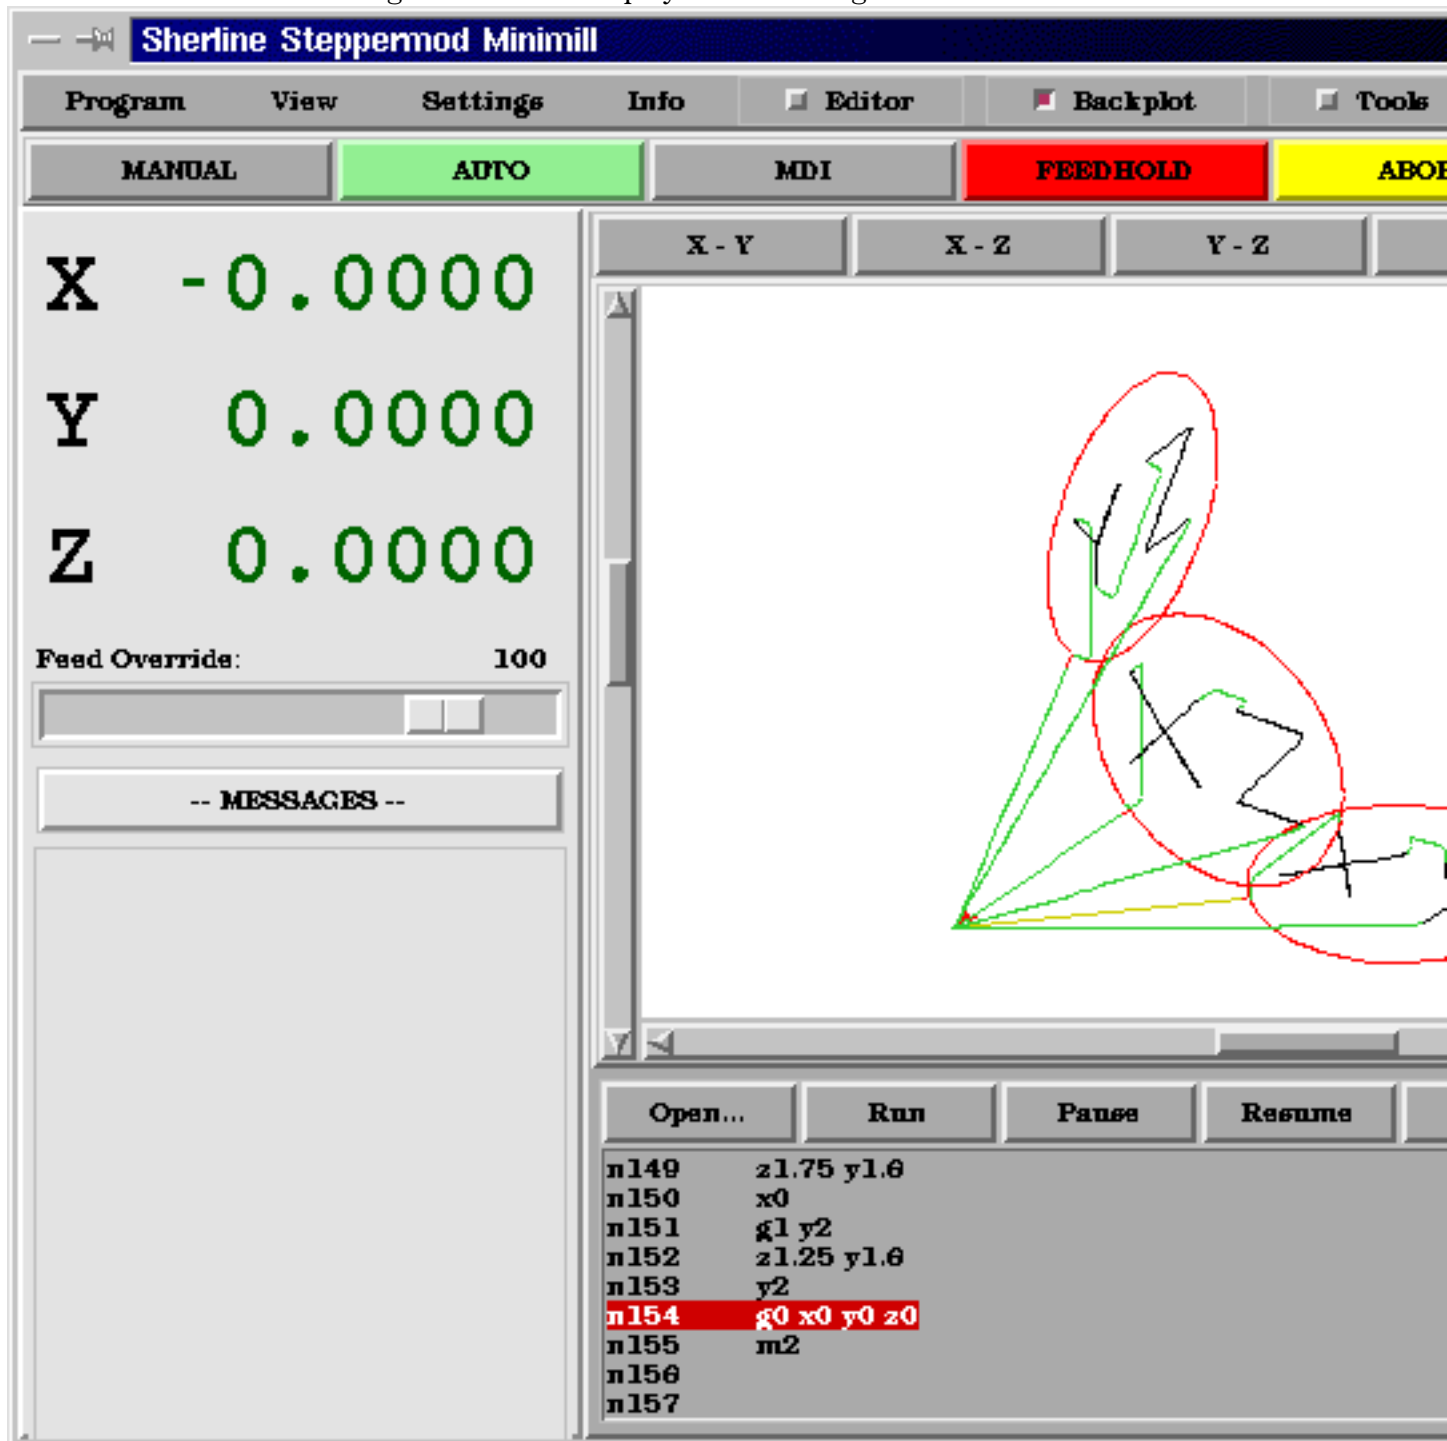 Sherline Steppermod Minimill
Program View Settings Info Editor Backplot Tools
MANUAL AUTO MDI FEEDHOLD
X - Y X - Z Y - Z
X -0.0000
Y 0.0000
Z 0.0000
Feed Override: 100
-- MESSAGES --
YZ
XZ
X
Open... Run Pause Resume
n149 z1.75 y1.6
n150 x0
n151 g1 y2
n152 z1.25 y1.6
n153 y2
n154 g0 x0 y0 z0
n155 m2
n156
n157